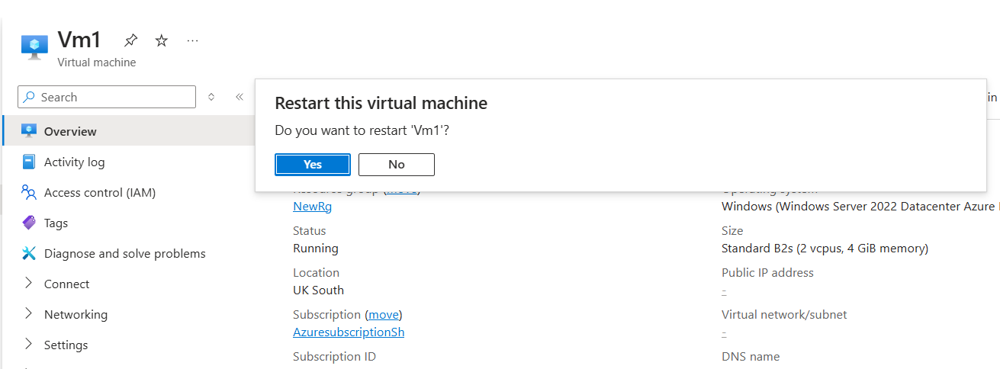 Vm1
Virtual machine
Search
Overview
Activity log
Access control (IAM)
Tags
Diagnose and solve problems
Connect
Networking
Settings
Restart this virtual machine
Do you want to restart 'Vm1'?
Yes
No
in
Resource group (move)
NewRg
Status
Running
Location
UK South
Subscription (move)
AzuresubscriptionSh
Subscription ID
Operating system
Windows (Windows Server 2022 Datacenter Azure
Size
Standard B2s (2 vcpus, 4 GiB memory)
Public IP address
-
Virtual network/subnet
-
DNS name